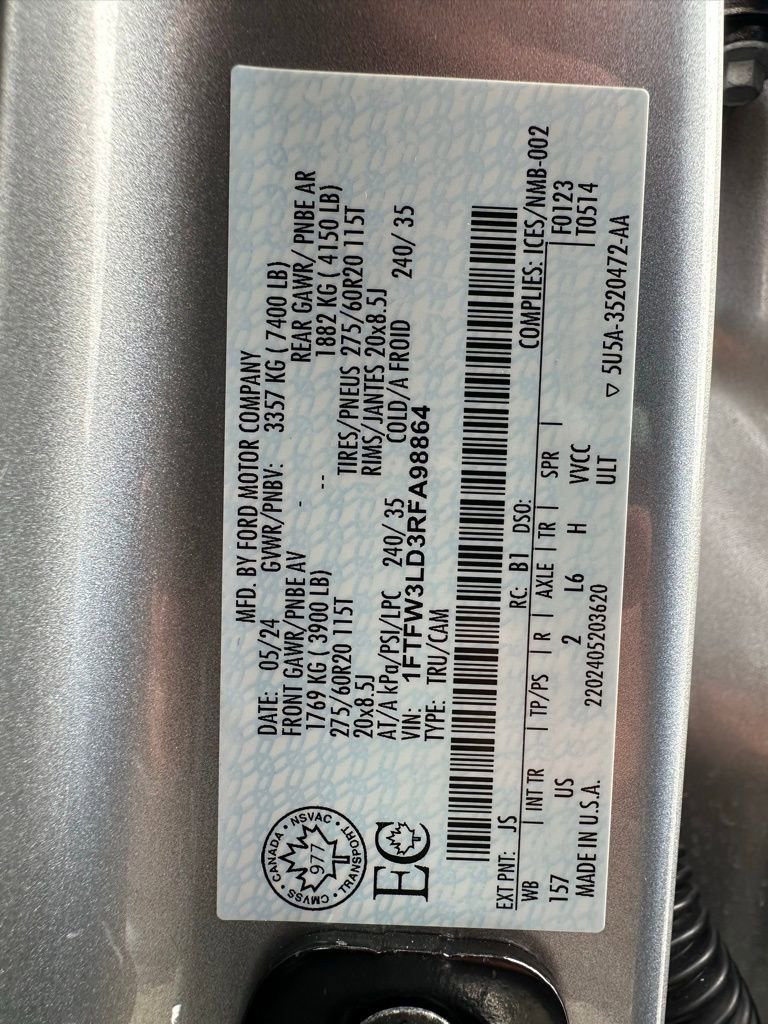 MFD. BY FORD MOTOR COMPANY
DATE: 05/24 GVWR/PNBV: 3357 KG ( 7400 LB)
FRONT GAWR/PNBE AV - REAR GAWR/ PNBE AR
1769 KG ( 3900 LB) -- 1882 KG ( 4150 LB)
275/60R20 115T TIRES/PNEUS 275/60R20 115T
20x8.5J RIMS/JANTES 20x8.5J
AT/A kPa/PSI/LPC 240/ 35 COLD/A FROID 240/ 35
VIN: 1FTFW3LD3RFA98864
TYPE: TRU/CAM
CANADA • NSVAC • TRANSPORT • CMVSS •
977
EC
EXT PNT: JS RC: B1 DSO: COMPLIES: ICES/NMB-002
WB | INT TR | TP/PS | R | AXLE | TR | SPR | F0123
157 US 2 L6 H VVCC T0514
ULT
MADE IN U.S.A. 2202405203620 ▽ 5U5A-3520472-AA